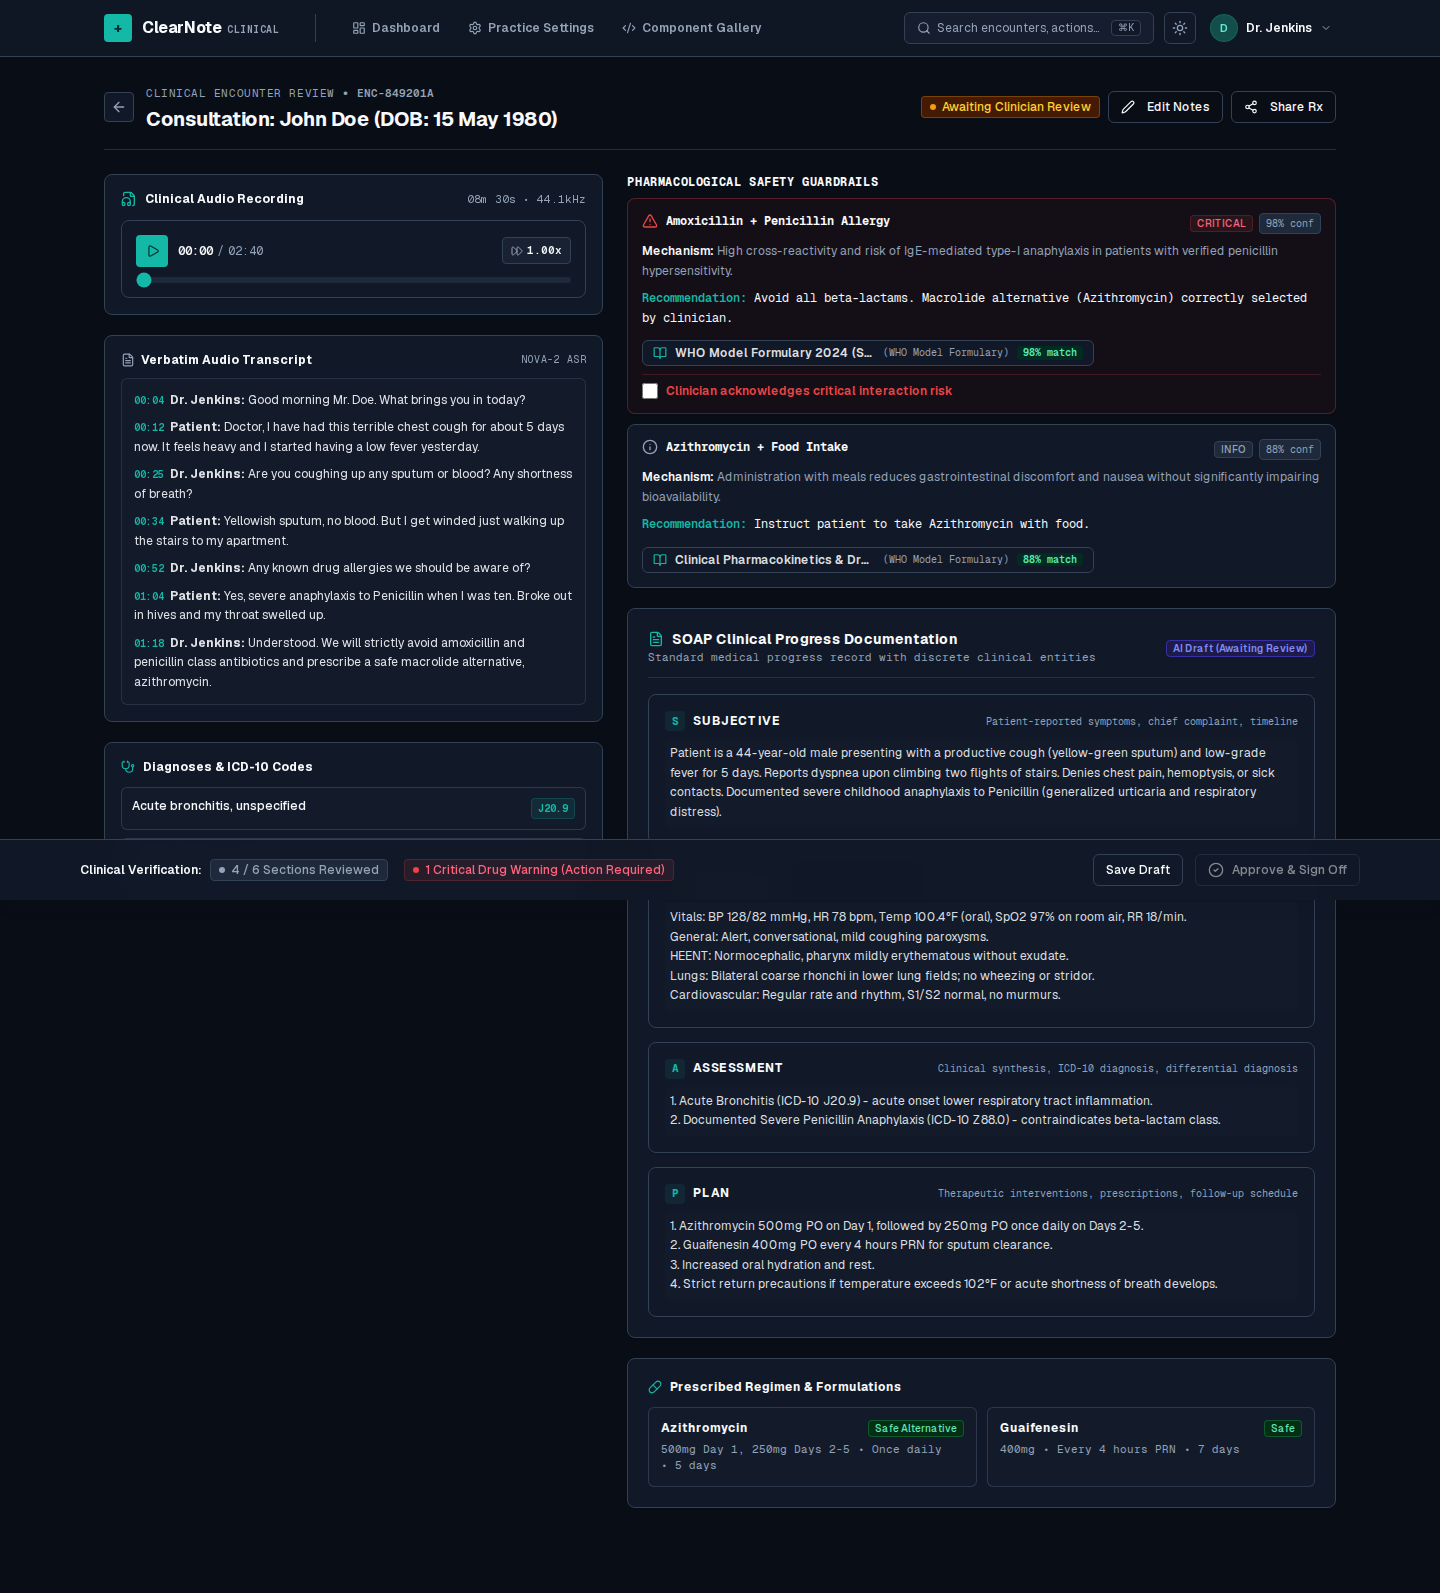 ClearNote CLINICAL
Dashboard
Practice Settings
Component Gallery
Search encounters, actions... ⌘K
D
Dr. Jenkins
CLINICAL ENCOUNTER REVIEW • ENC-849201A
Consultation: John Doe (DOB: 15 May 1980)
Awaiting Clinician Review
Edit Notes
Share Rx
Clinical Audio Recording
08m 30s · 44.1kHz
00:00 / 02:40
1.00x
Verbatim Audio Transcript
NOVA-2 ASR
00:04 Dr. Jenkins: Good morning Mr. Doe. What brings you in today?
00:12 Patient: Doctor, I have had this terrible chest cough for about 5 days
now. It feels heavy and I started having a low fever yesterday.
00:25 Dr. Jenkins: Are you coughing up any sputum or blood? Any shortness
of breath?
00:34 Patient: Yellowish sputum, no blood. But I get winded just walking up
the stairs to my apartment.
00:52 Dr. Jenkins: Any known drug allergies we should be aware of?
01:04 Patient: Yes, severe anaphylaxis to Penicillin when I was ten. Broke out
in hives and my throat swelled up.
01:18 Dr. Jenkins: Understood. We will strictly avoid amoxicillin and
penicillin class antibiotics and prescribe a safe macrolide alternative,
azithromycin.
Diagnoses & ICD-10 Codes
Acute bronchitis, unspecified
J20.9
PHARMACOLOGICAL SAFETY GUARDRAILS
Amoxicillin + Penicillin Allergy
CRITICAL
98% conf
Mechanism: High cross-reactivity and risk of IgE-mediated type-I anaphylaxis in patients with verified penicillin
hypersensitivity.
Recommendation: Avoid all beta-lactams. Macrolide alternative (Azithromycin) correctly selected
by clinician.
WHO Model Formulary 2024 (S... (WHO Model Formulary) 98% match
Clinician acknowledges critical interaction risk
Azithromycin + Food Intake
INFO
88% conf
Mechanism: Administration with meals reduces gastrointestinal discomfort and nausea without significantly impairing
bioavailability.
Recommendation: Instruct patient to take Azithromycin with food.
Clinical Pharmacokinetics & Dr... (WHO Model Formulary) 88% match
SOAP Clinical Progress Documentation
Standard medical progress record with discrete clinical entities
AI Draft (Awaiting Review)
S SUBJECTIVE
Patient-reported symptoms, chief complaint, timeline
Patient is a 44-year-old male presenting with a productive cough (yellow-green sputum) and low-grade
fever for 5 days. Reports dyspnea upon climbing two flights of stairs. Denies chest pain, hemoptysis, or sick
contacts. Documented severe childhood anaphylaxis to Penicillin (generalized urticaria and respiratory
distress).
Clinical Verification:
4 / 6 Sections Reviewed
1 Critical Drug Warning (Action Required)
Save Draft
Approve & Sign Off
Vitals: BP 128/82 mmHg, HR 78 bpm, Temp 100.4°F (oral), SpO2 97% on room air, RR 18/min.
General: Alert, conversational, mild coughing paroxysms.
HEENT: Normocephalic, pharynx mildly erythematous without exudate.
Lungs: Bilateral coarse rhonchi in lower lung fields; no wheezing or stridor.
Cardiovascular: Regular rate and rhythm, S1/S2 normal, no murmurs.
A ASSESSMENT
Clinical synthesis, ICD-10 diagnosis, differential diagnosis
1. Acute Bronchitis (ICD-10 J20.9) - acute onset lower respiratory tract inflammation.
2. Documented Severe Penicillin Anaphylaxis (ICD-10 Z88.0) - contraindicates beta-lactam class.
P PLAN
Therapeutic interventions, prescriptions, follow-up schedule
1. Azithromycin 500mg PO on Day 1, followed by 250mg PO once daily on Days 2-5.
2. Guaifenesin 400mg PO every 4 hours PRN for sputum clearance.
3. Increased oral hydration and rest.
4. Strict return precautions if temperature exceeds 102°F or acute shortness of breath develops.
Prescribed Regimen & Formulations
Azithromycin
Safe Alternative
500mg Day 1, 250mg Days 2-5 • Once daily
• 5 days
Guaifenesin
Safe
400mg • Every 4 hours PRN • 7 days